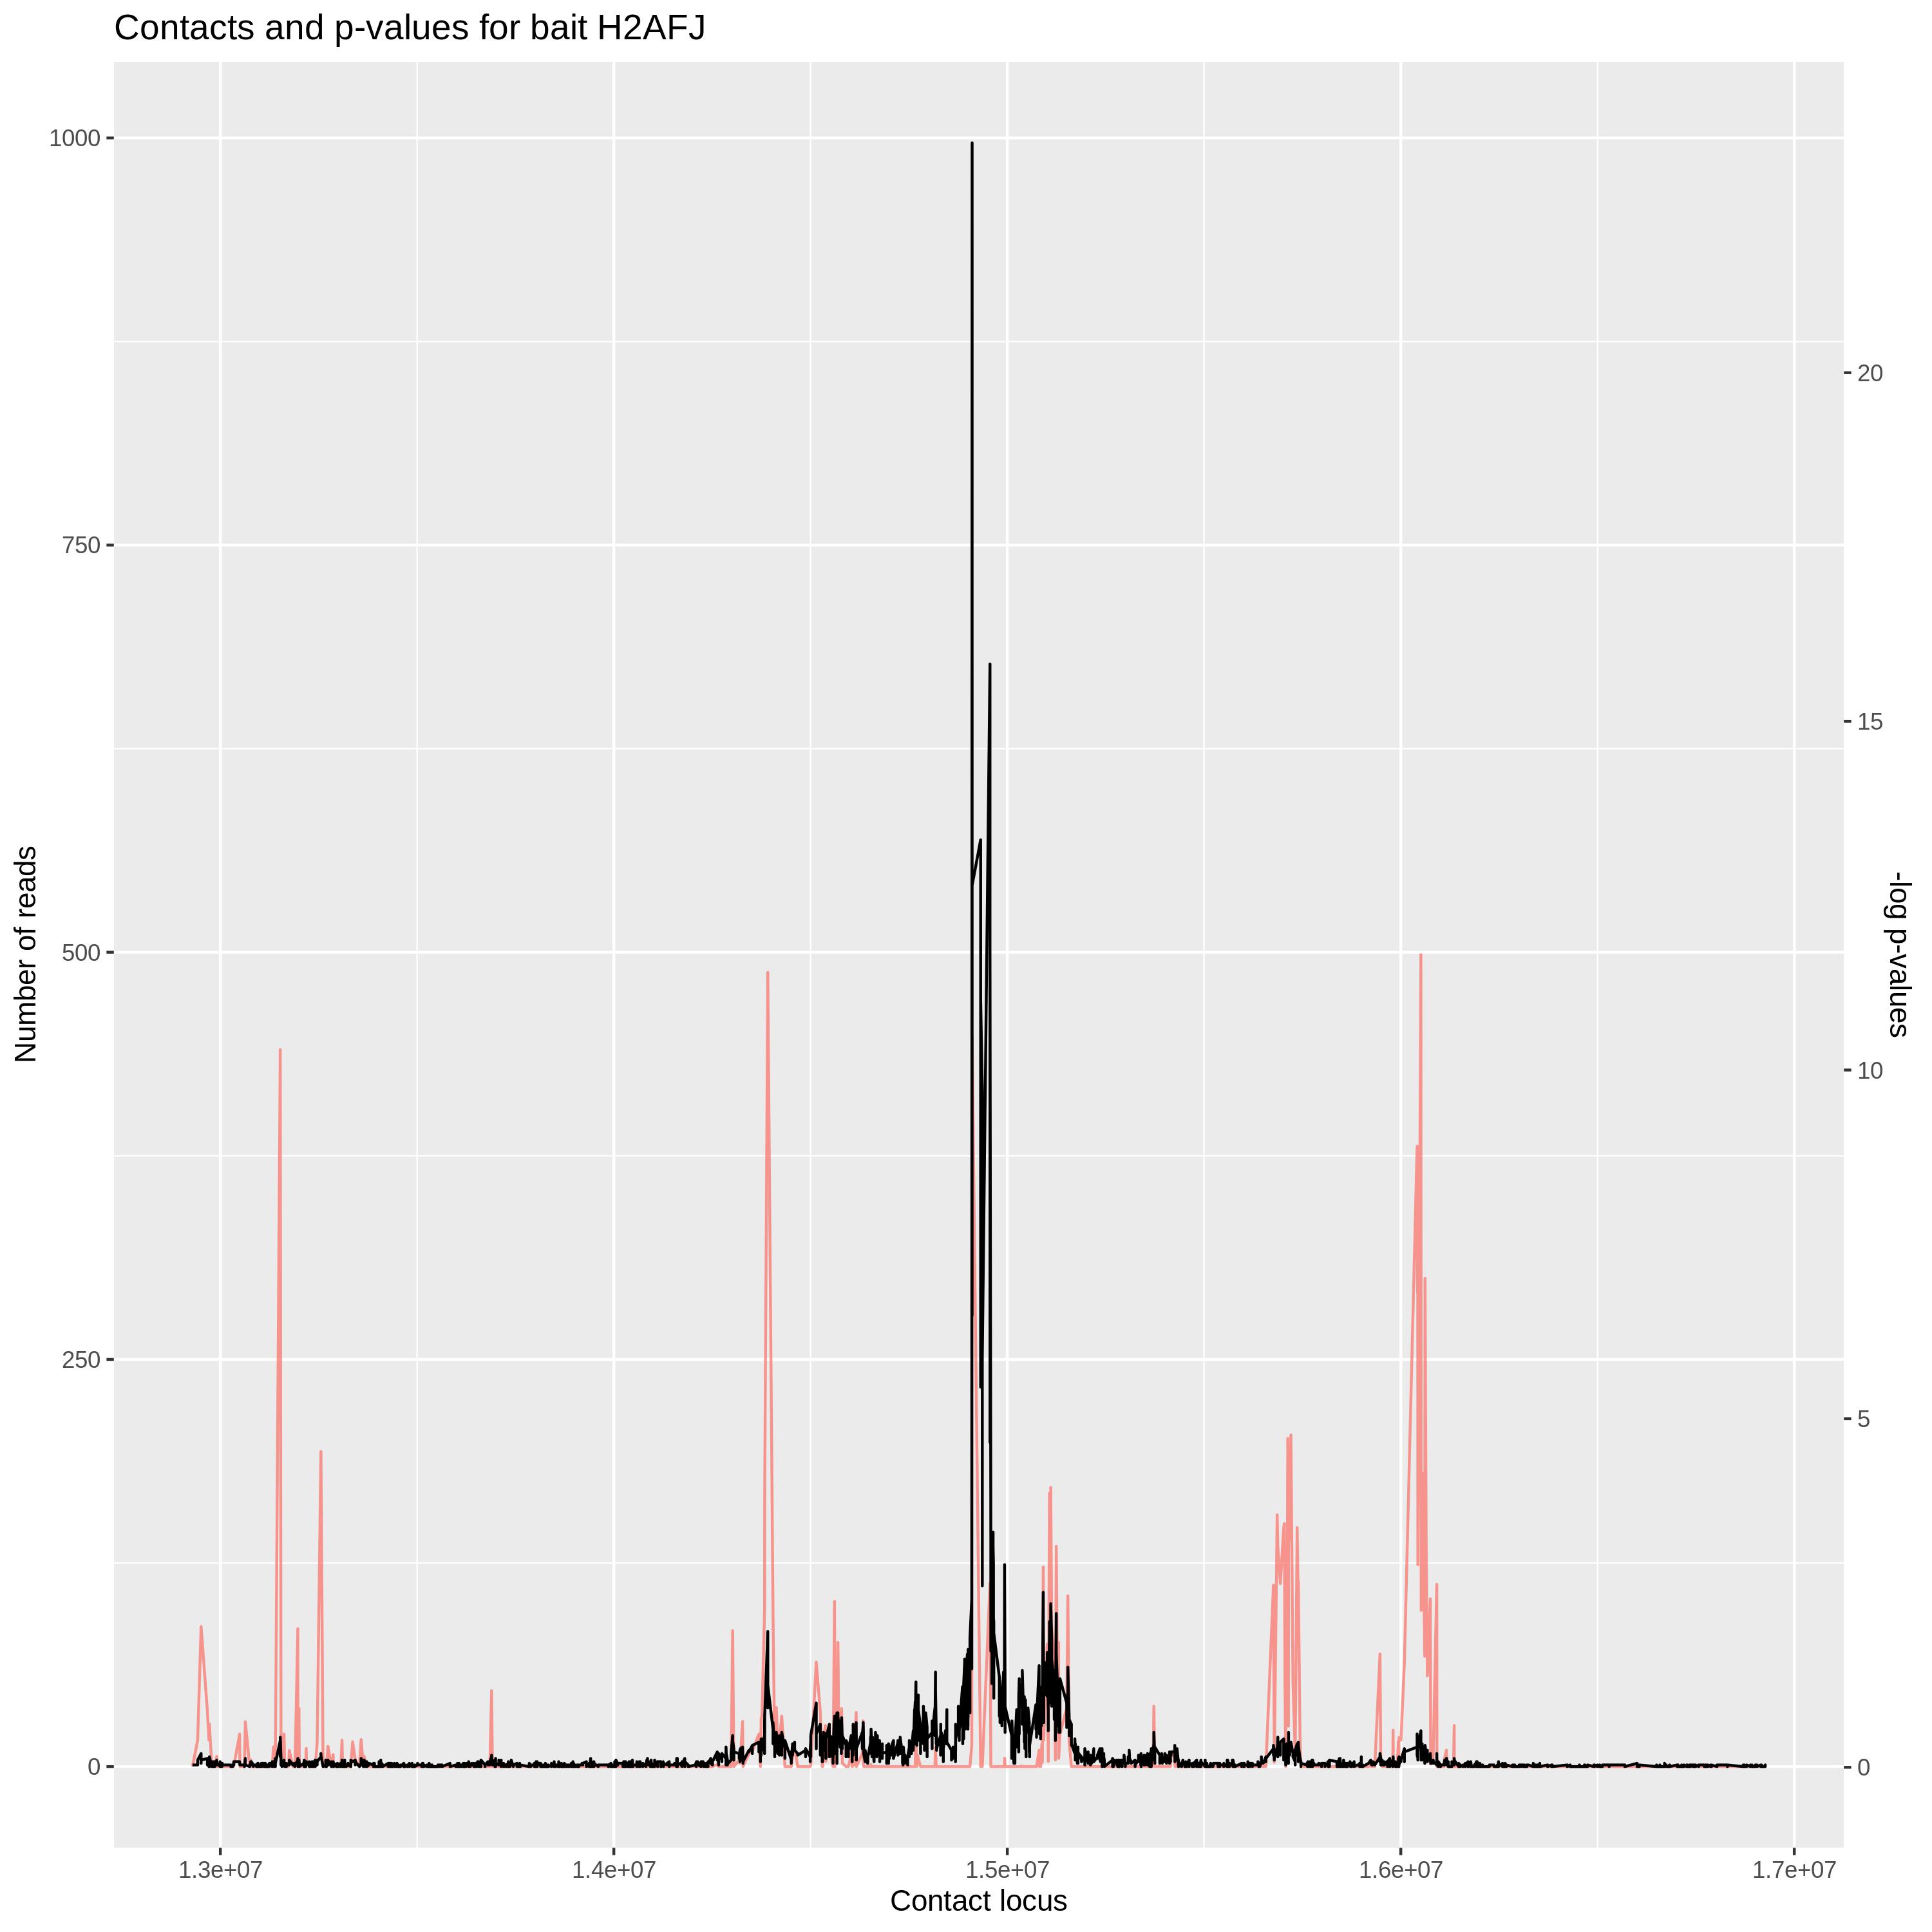 Contacts and p-values for bait H2AFJ
1000
750
500
250
0
Number of reads
20
15
10
5
0
-log p-values
1.3e+07
1.4e+07
1.5e+07
1.6e+07
1.7e+07
Contact locus